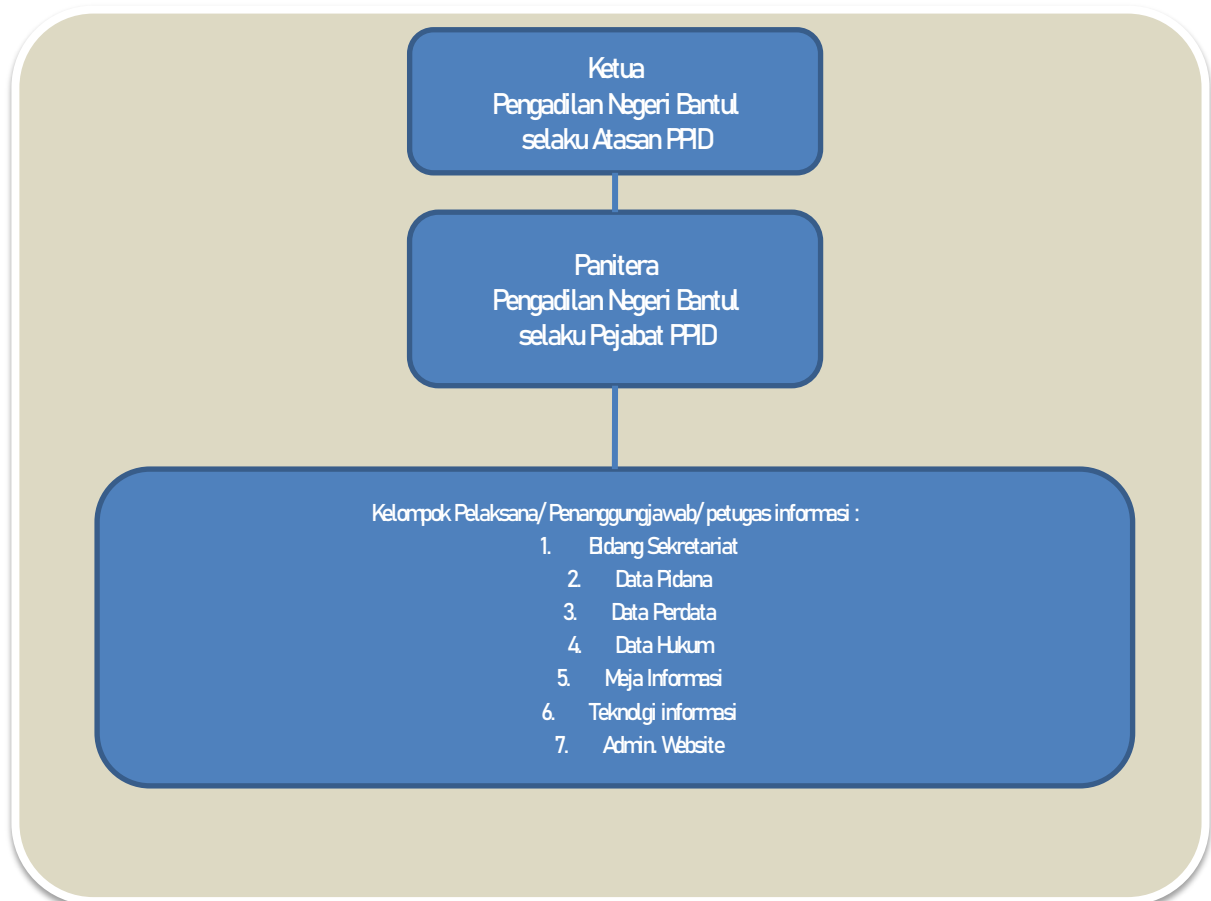 Ketua
Pengadilan Negeri Bantul
selaku Atasan PPID
Panitera
Pengadilan Negeri Bantul
selaku Pejabat PPID
Kelompok Pelaksana/ Penanggungjawab/ petugas informasi :
1. Bidang Sekretariat
2. Data Pidana
3. Data Perdata
4. Data Hukum
5. Meja Informasi
6. Teknolgi informasi
7. Admin. Website